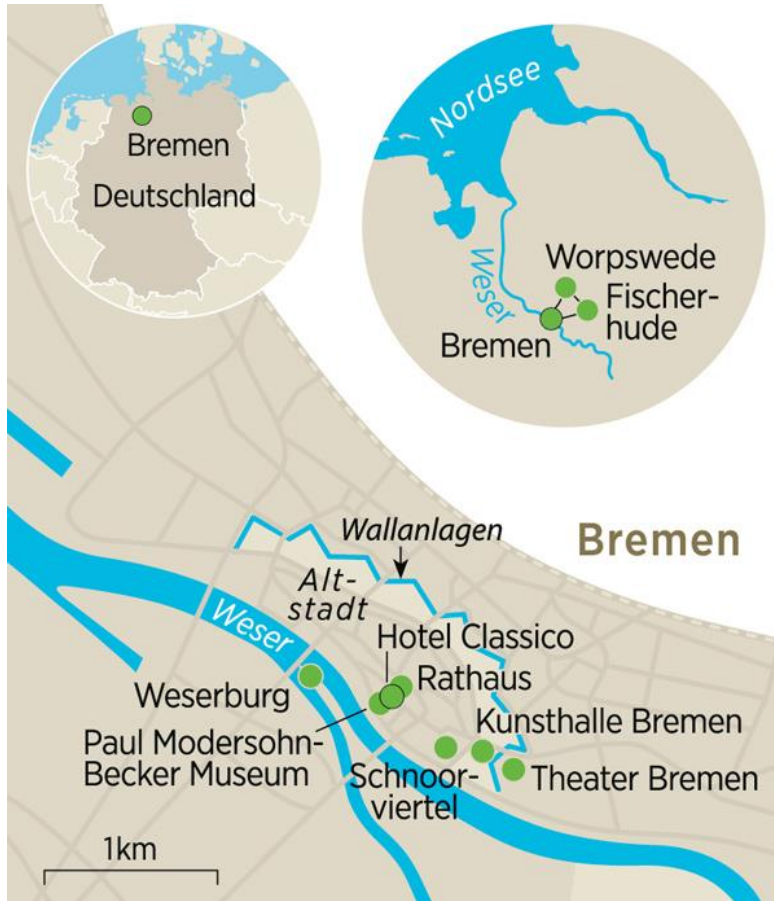 Bremen
Deutschland
Nordsee
Weser
Worpswede
Fischer-
hude
Bremen
Bremen
Wallanlagen
Alt-
stadt
Weser
Hotel Classico
Rathaus
Weserburg
Kunsthalle Bremen
Paul Modersohn-
Becker Museum
Schnoor-
viertel
Theater Bremen
1km